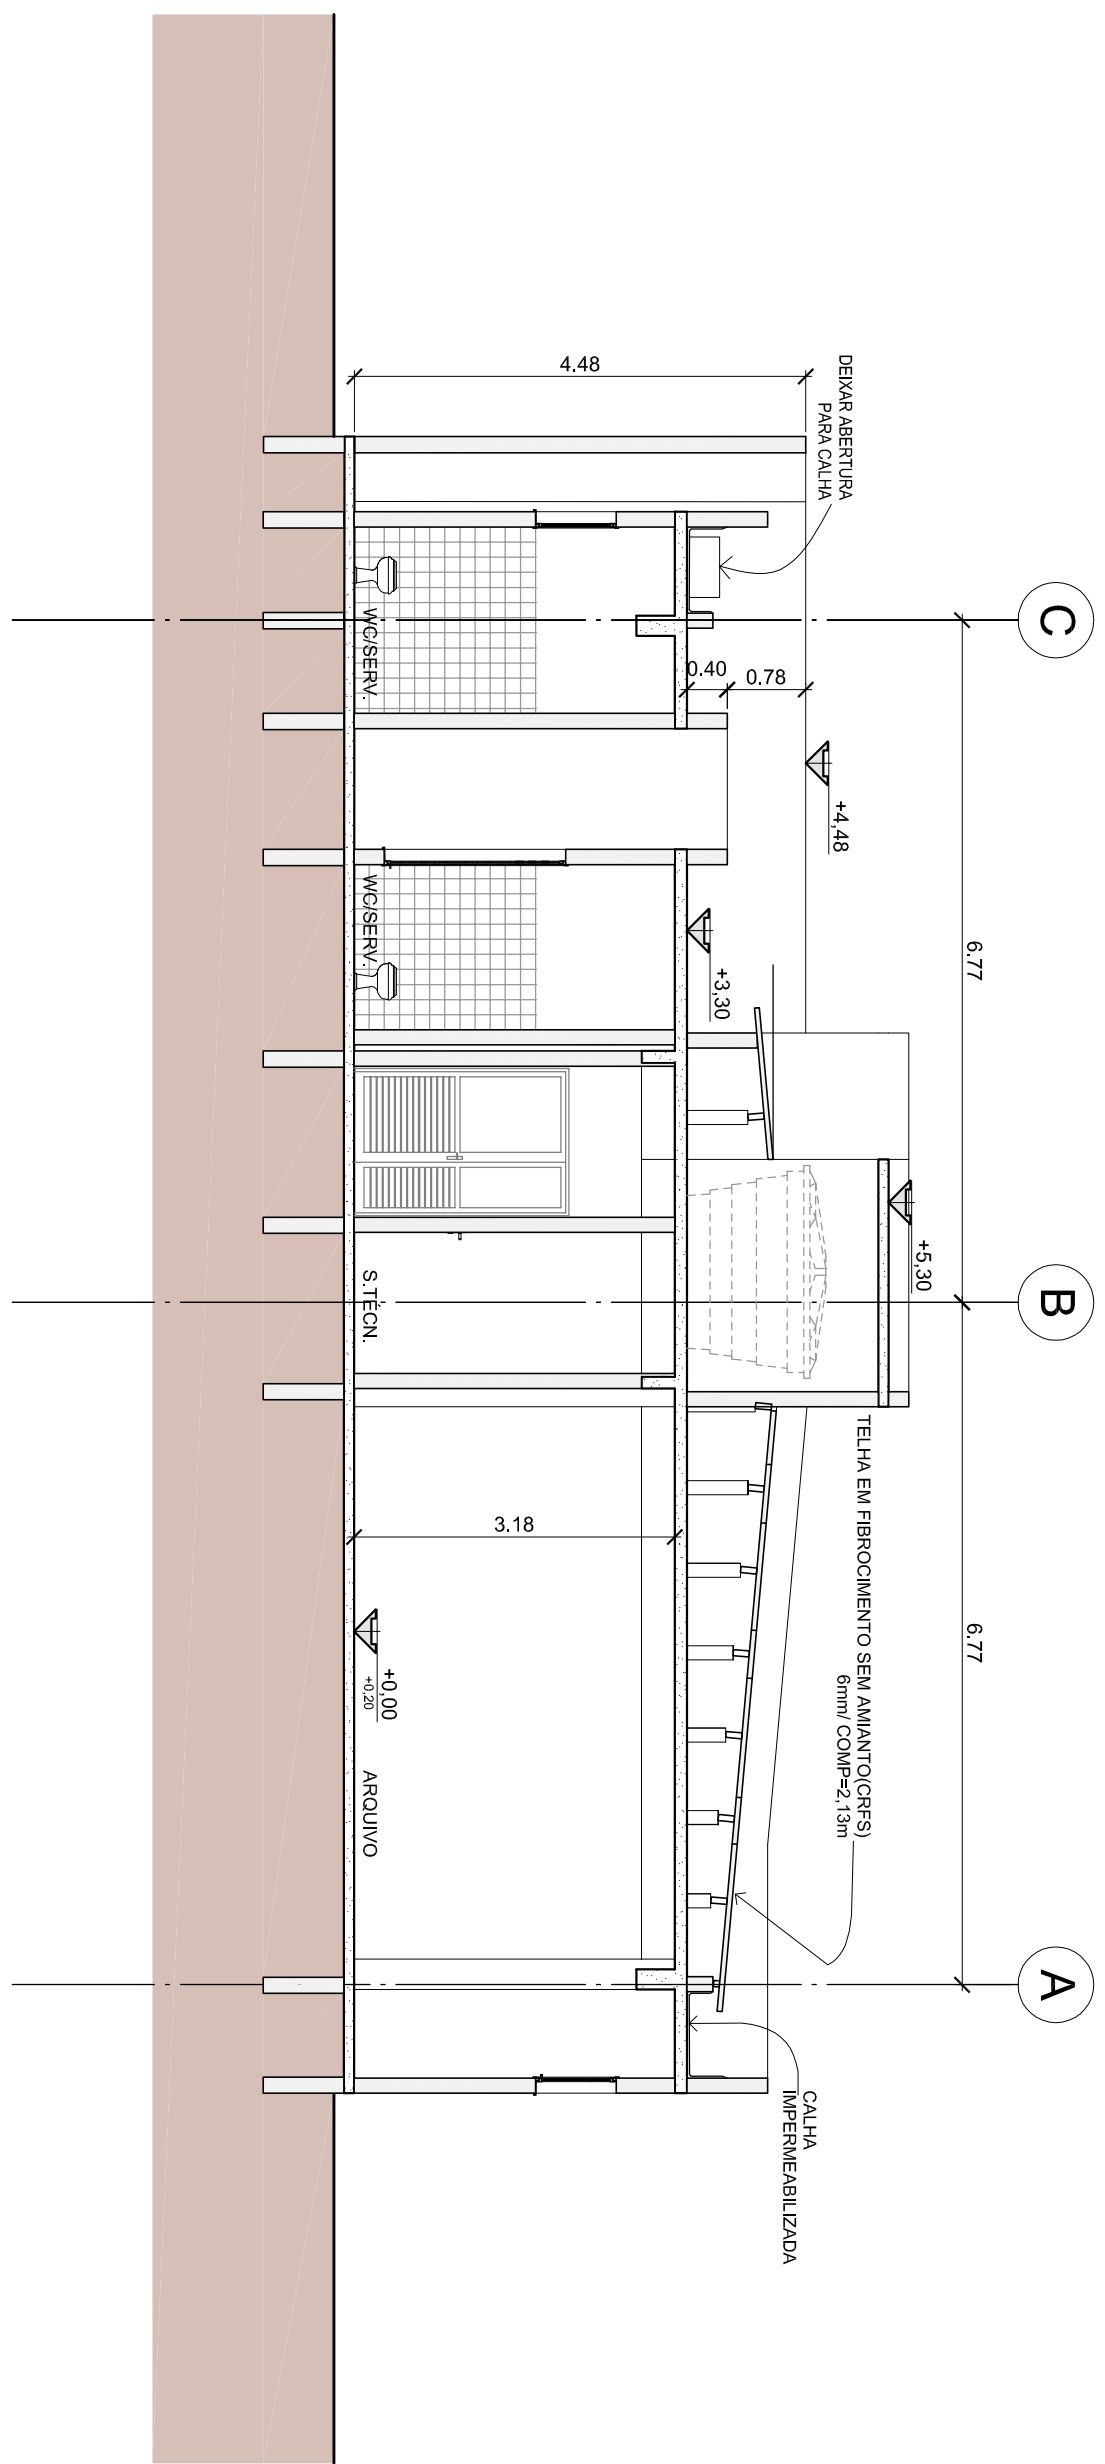 C
B
A
6.77
6.77
DEIXAR ABERTURA
PARA CALHA
4.48
0.40
0.78
+4,48
+3,30
+5,30
TELHA EM FIBROCIMENTO SEM AMIANTO(CRFS)
6mm/ COMP=2,13m
CALHA
IMPERMEABILIZADA
3.18
+0,00
+0,20
WC/SERV.
WC/SERV.
S.TÉCN.
ARQUIVO